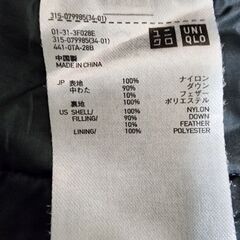 315-079985(34-01)
01-31-3F028E
315-079985(34-01)
441-0TA-28B
ユニクロ
UNIQLO
中国製
MADE IN CHINA
JP 表地 100% ナイロン
中わた 90% ダウン
10% フェザー
裏地 100% ポリエステル
US SHELL/ 100% NYLON
FILLING/ 90% DOWN
10% FEATHER
LINING/ 100% POLYESTER